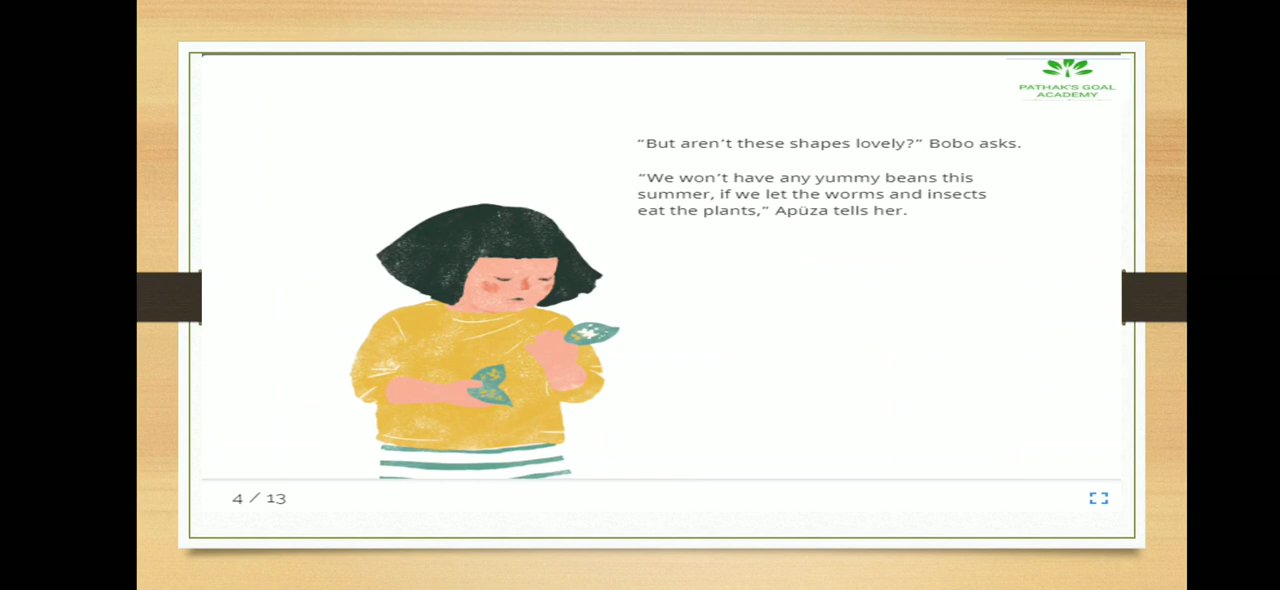 PATHAK'S GOAL
ACADEMY
"But aren't these shapes lovely?" Bobo asks.
"We won't have any yummy beans this
summer, if we let the worms and insects
eat the plants," Apüza tells her.
4 / 13